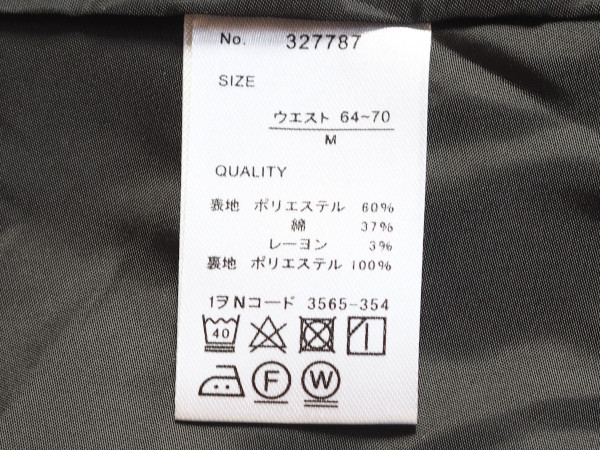 No. 327787
SIZE
ウエスト 64~70
M
QUALITY
表地 ポリエステル 60%
綿 37%
レーヨン 3%
裏地 ポリエステル 100%
1ヲNコード 3565-354
40
F W